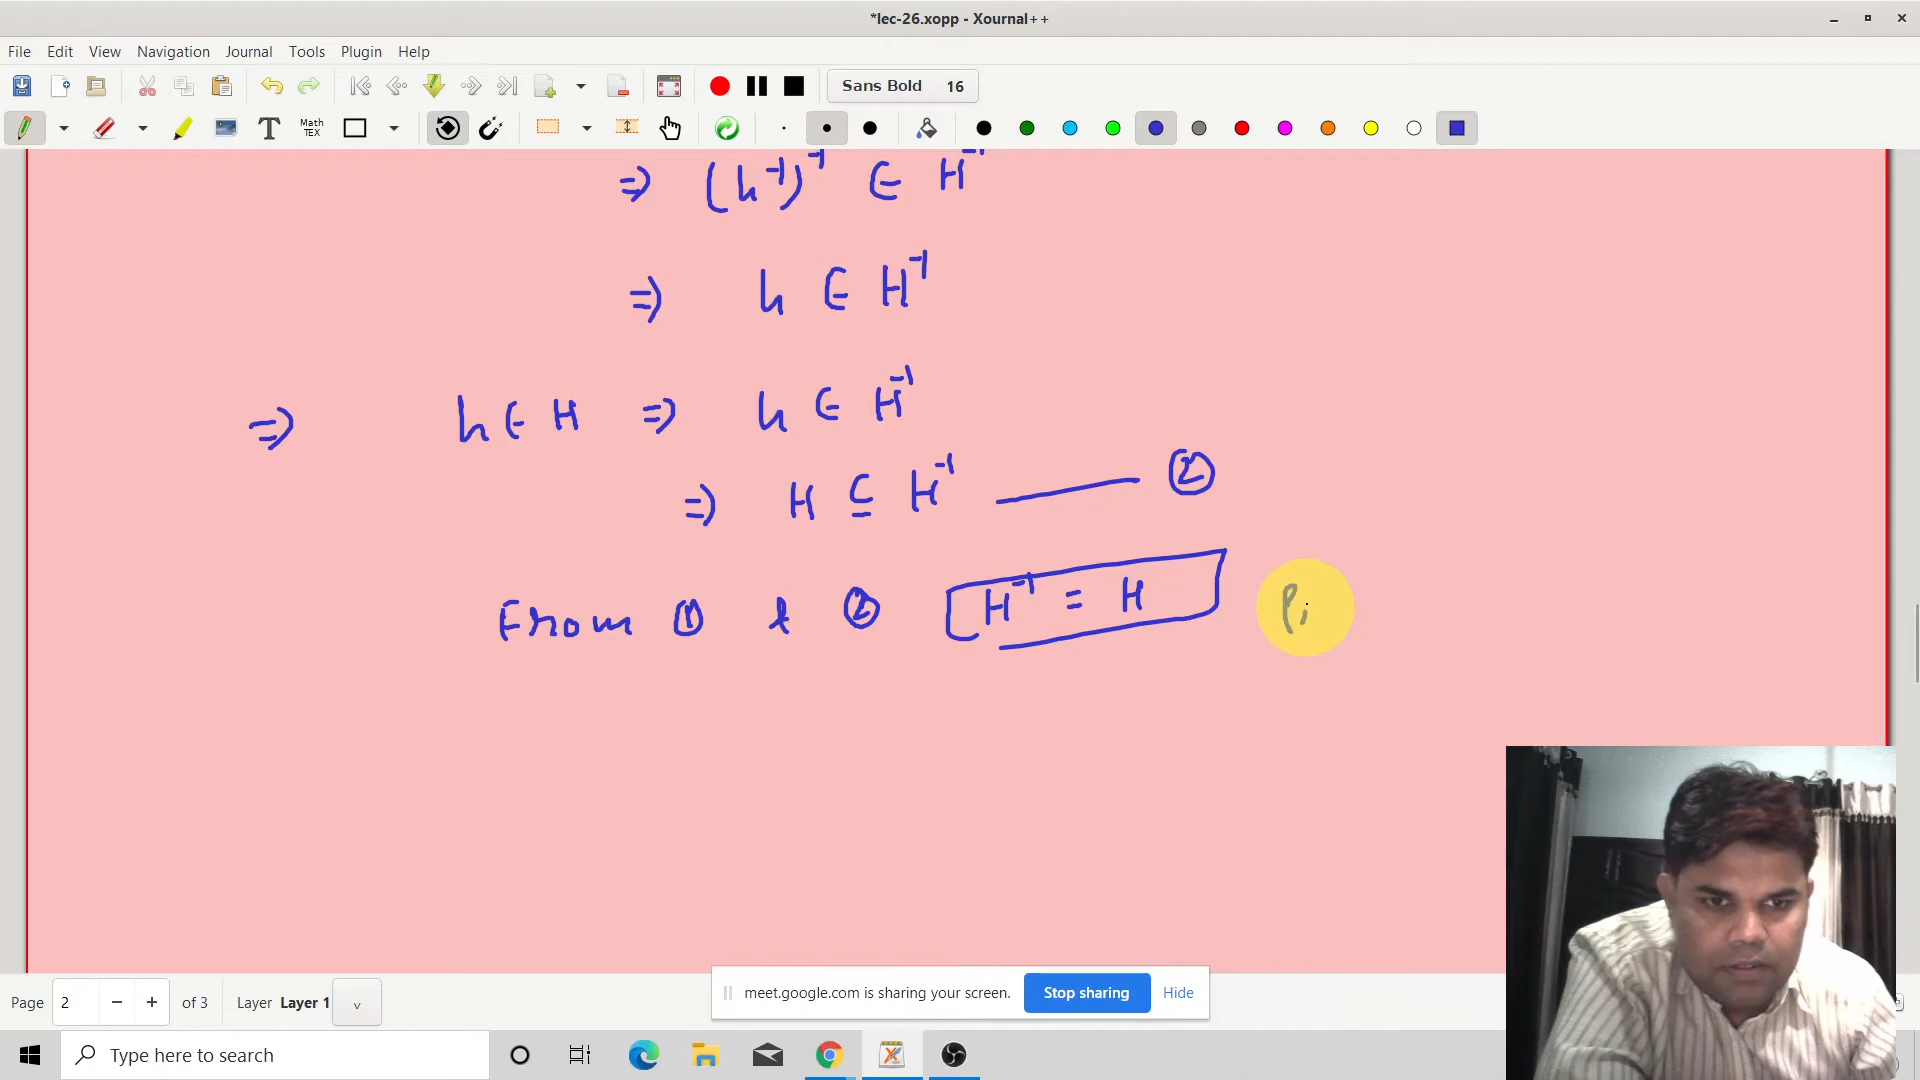 *lec-26.xopp - Xournal++
File Edit View Navigation Journal Tools Plugin Help
Sans Bold 16
T Math TEX
⇒ (h⁻¹)⁻¹ ∈ H⁻¹
⇒ h ∈ H⁻¹
⇒ h ∈ H ⇒ h ∈ H⁻¹
⇒ H ⊆ H⁻¹ —— ②
From ① & ② H⁻¹ = H
meet.google.com is sharing your screen. Stop sharing Hide
Page 2 of 3 Layer Layer 1
Type here to search